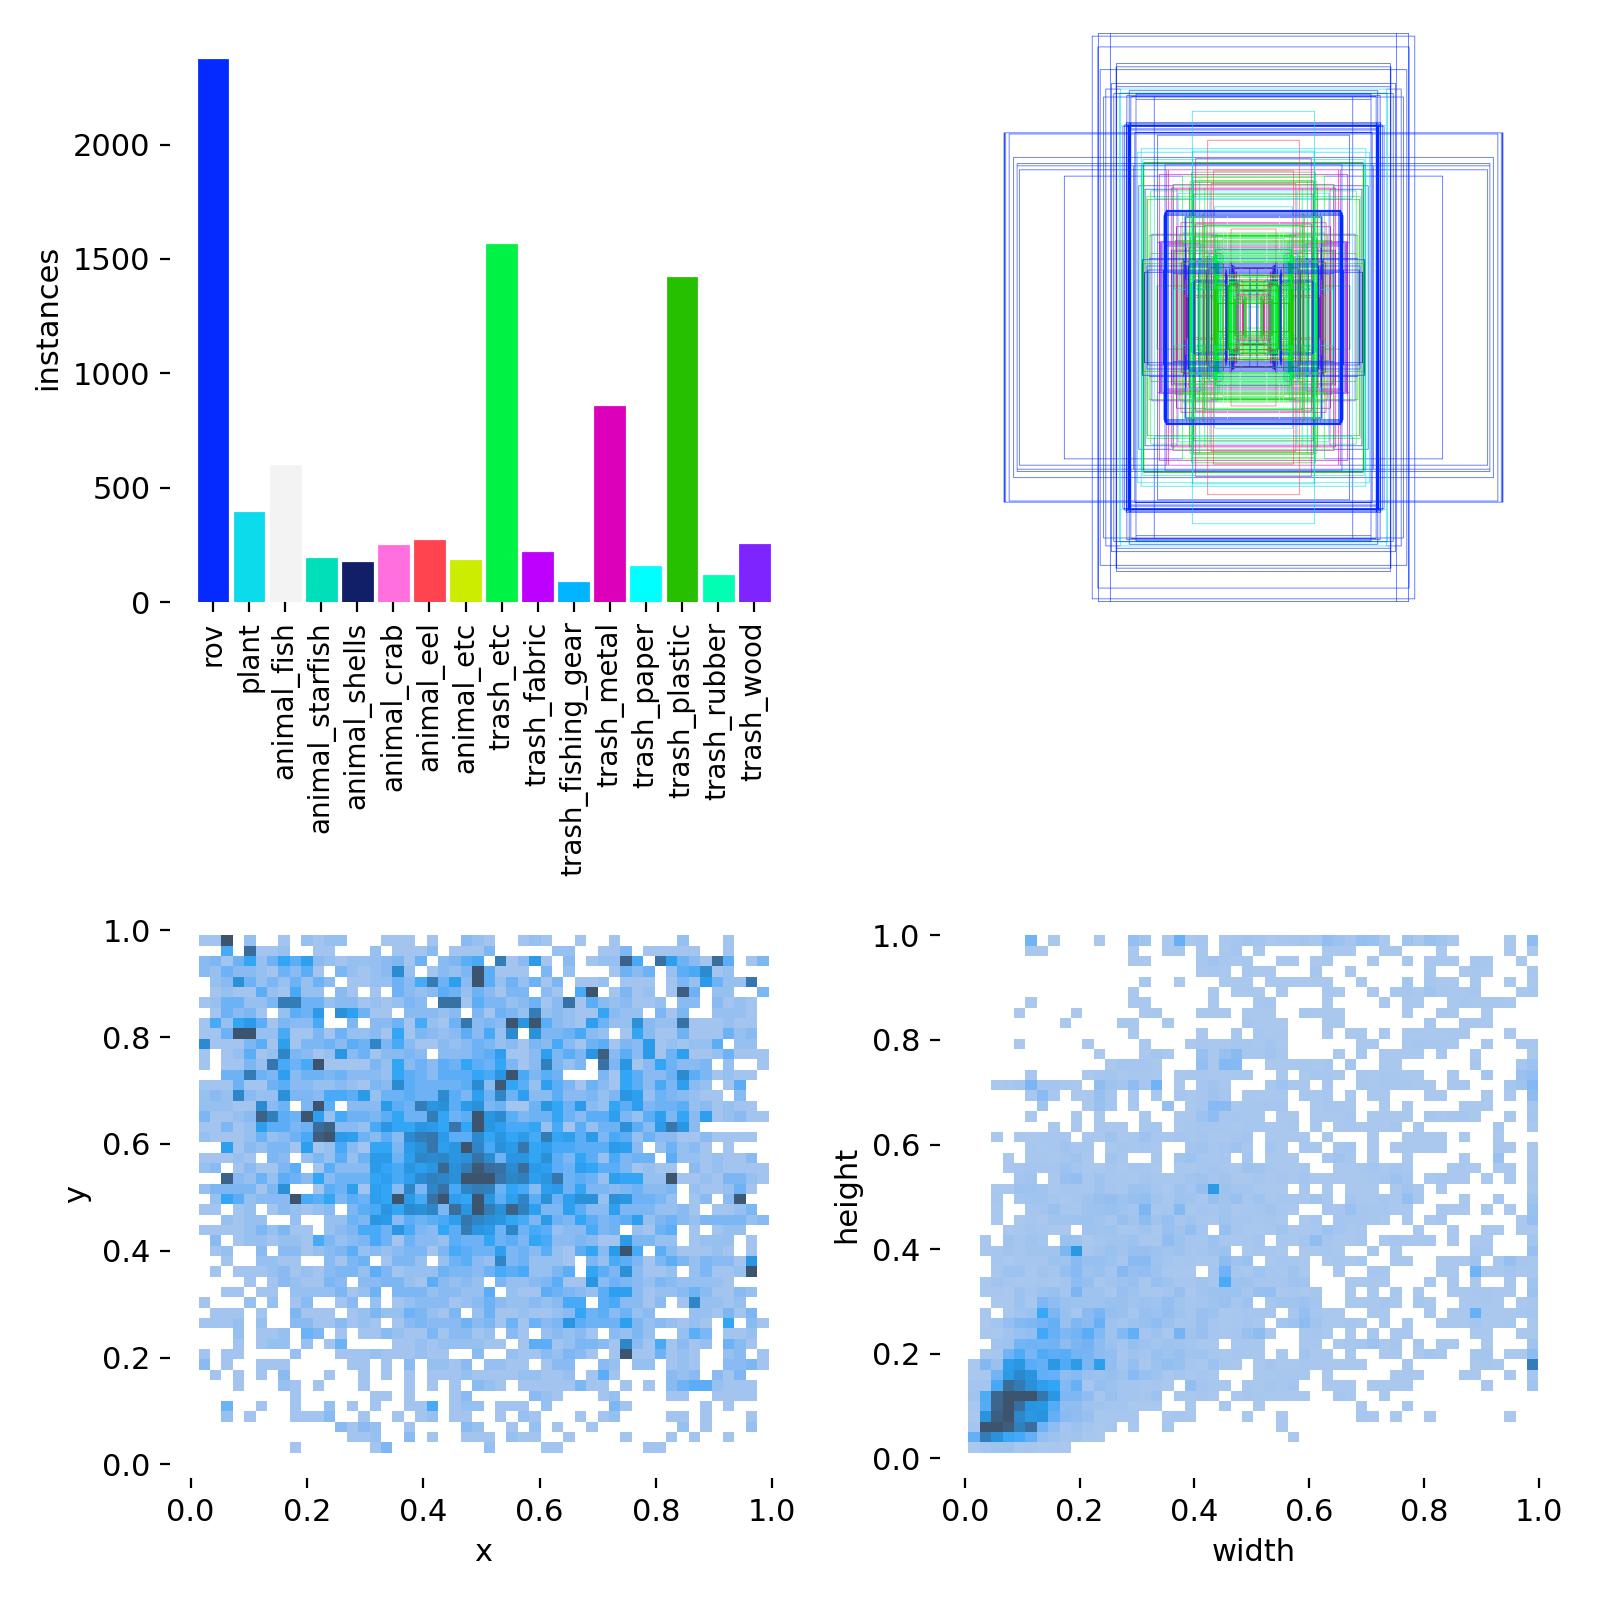 instances
2000
1500
1000
500
0
rov
plant
animal_fish
animal_starfish
animal_shells
animal_crab
animal_eel
animal_etc
trash_etc
trash_fabric
trash_fishing_gear
trash_metal
trash_paper
trash_plastic
trash_rubber
trash_wood
y
1.0
0.8
0.6
0.4
0.2
0.0
0.0 0.2 0.4 0.6 0.8 1.0
x
height
1.0
0.8
0.6
0.4
0.2
0.0
0.0 0.2 0.4 0.6 0.8 1.0
width